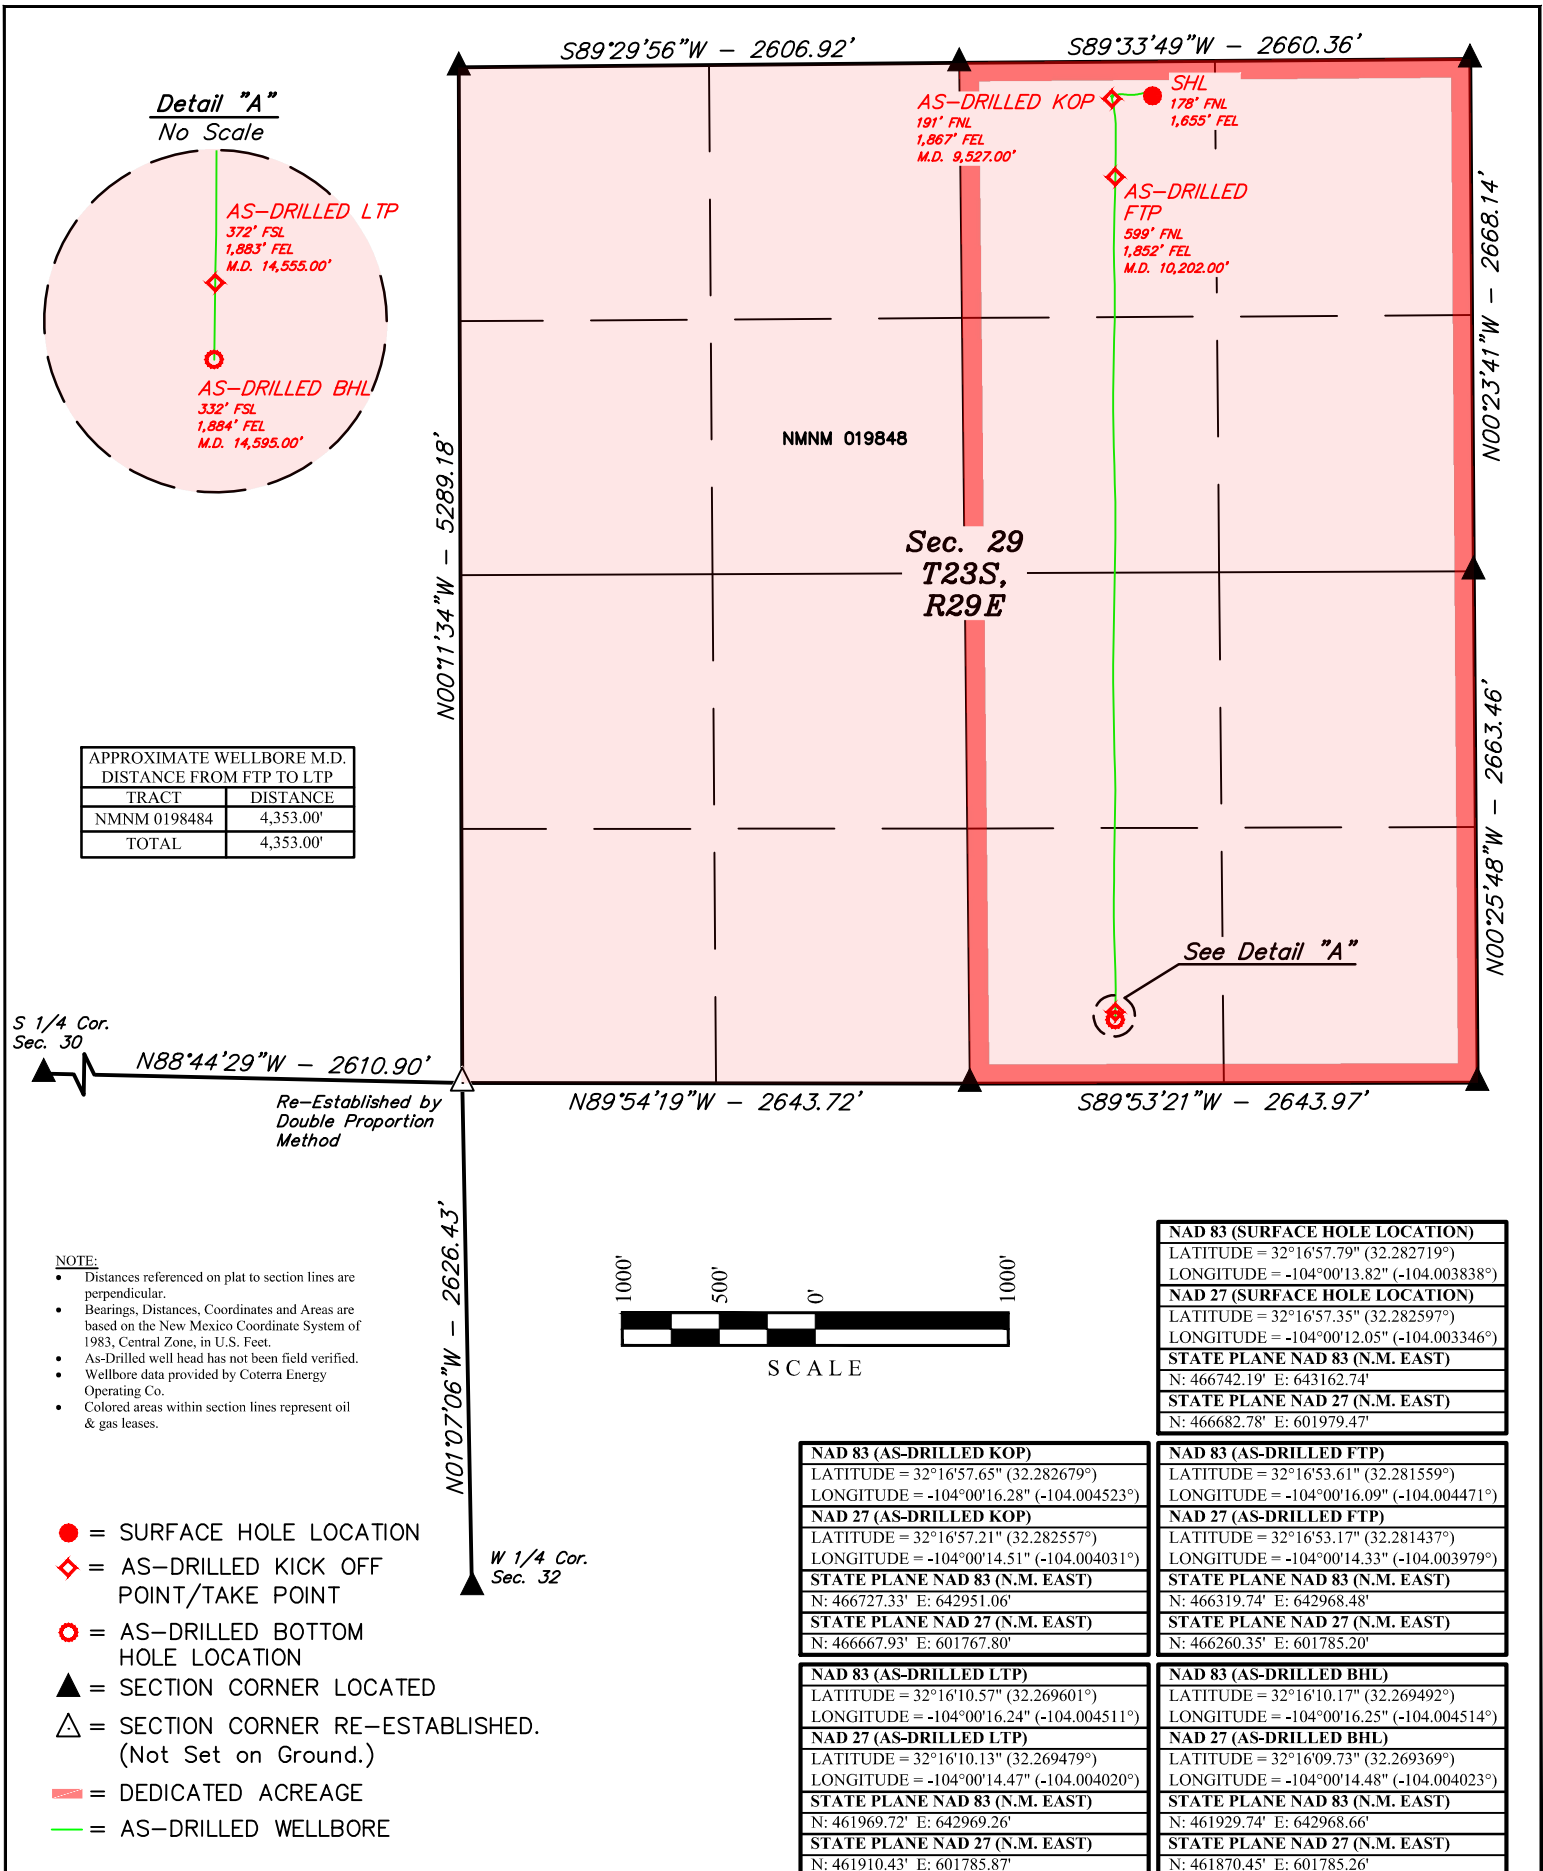 S89°29'56"W - 2606.92'
S89°33'49"W - 2660.36'
Detail "A"
No Scale
AS-DRILLED LTP
372' FSL
1,883' FEL
M.D. 14,555.00'
AS-DRILLED BHL
332' FSL
1,884' FEL
M.D. 14,595.00'
AS-DRILLED KOP
191' FNL
1,867' FEL
M.D. 9,527.00'
SHL
178' FNL
1,655' FEL
AS-DRILLED
FTP
599' FNL
1,852' FEL
M.D. 10,202.00'
N00°23'41"W - 2668.14'
NMNM 019848
N00°11'34"W - 5289.18'
Sec. 29
T23S,
R29E
N00°25'48"W - 2663.46'
APPROXIMATE WELLBORE M.D.
DISTANCE FROM FTP TO LTP
TRACT DISTANCE
NMNM 0198484 4,353.00'
TOTAL 4,353.00'
See Detail "A"
S 1/4 Cor.
Sec. 30
N88°44'29"W - 2610.90'
Re-Established by
Double Proportion
Method
N89°54'19"W - 2643.72'
S89°53'21"W - 2643.97'
N01°07'06"W - 2626.43'
W 1/4 Cor.
Sec. 32
NOTE:
• Distances referenced on plat to section lines are
perpendicular.
• Bearings, Distances, Coordinates and Areas are
based on the New Mexico Coordinate System of
1983, Central Zone, in U.S. Feet.
• As-Drilled well head has not been field verified.
• Wellbore data provided by Coterra Energy
Operating Co.
• Colored areas within section lines represent oil
& gas leases.
1000' 500' 0' 1000'
SCALE
= SURFACE HOLE LOCATION
= AS-DRILLED KICK OFF
POINT/TAKE POINT
= AS-DRILLED BOTTOM
HOLE LOCATION
= SECTION CORNER LOCATED
= SECTION CORNER RE-ESTABLISHED.
(Not Set on Ground.)
= DEDICATED ACREAGE
= AS-DRILLED WELLBORE
NAD 83 (SURFACE HOLE LOCATION)
LATITUDE = 32°16'57.79" (32.282719°)
LONGITUDE = -104°00'13.82" (-104.003838°)
NAD 27 (SURFACE HOLE LOCATION)
LATITUDE = 32°16'57.35" (32.282597°)
LONGITUDE = -104°00'12.05" (-104.003346°)
STATE PLANE NAD 83 (N.M. EAST)
N: 466742.19' E: 643162.74'
STATE PLANE NAD 27 (N.M. EAST)
N: 466682.78' E: 601979.47'
NAD 83 (AS-DRILLED KOP)
LATITUDE = 32°16'57.65" (32.282679°)
LONGITUDE = -104°00'16.28" (-104.004523°)
NAD 27 (AS-DRILLED KOP)
LATITUDE = 32°16'57.21" (32.282557°)
LONGITUDE = -104°00'14.51" (-104.004031°)
STATE PLANE NAD 83 (N.M. EAST)
N: 466727.33' E: 642951.06'
STATE PLANE NAD 27 (N.M. EAST)
N: 466667.93' E: 601767.80'
NAD 83 (AS-DRILLED FTP)
LATITUDE = 32°16'53.61" (32.281559°)
LONGITUDE = -104°00'16.09" (-104.004471°)
NAD 27 (AS-DRILLED FTP)
LATITUDE = 32°16'53.17" (32.281437°)
LONGITUDE = -104°00'14.33" (-104.003979°)
STATE PLANE NAD 83 (N.M. EAST)
N: 466319.74' E: 642968.48'
STATE PLANE NAD 27 (N.M. EAST)
N: 466260.35' E: 601785.20'
NAD 83 (AS-DRILLED LTP)
LATITUDE = 32°16'10.57" (32.269601°)
LONGITUDE = -104°00'16.24" (-104.004511°)
NAD 27 (AS-DRILLED LTP)
LATITUDE = 32°16'10.13" (32.269479°)
LONGITUDE = -104°00'14.47" (-104.004020°)
STATE PLANE NAD 83 (N.M. EAST)
N: 461969.72' E: 642969.26'
STATE PLANE NAD 27 (N.M. EAST)
N: 461910.43' E: 601785.87'
NAD 83 (AS-DRILLED BHL)
LATITUDE = 32°16'10.17" (32.269492°)
LONGITUDE = -104°00'16.25" (-104.004514°)
NAD 27 (AS-DRILLED BHL)
LATITUDE = 32°16'09.73" (32.269369°)
LONGITUDE = -104°00'14.48" (-104.004023°)
STATE PLANE NAD 83 (N.M. EAST)
N: 461929.74' E: 642968.66'
STATE PLANE NAD 27 (N.M. EAST)
N: 461870.45' E: 601785.26'